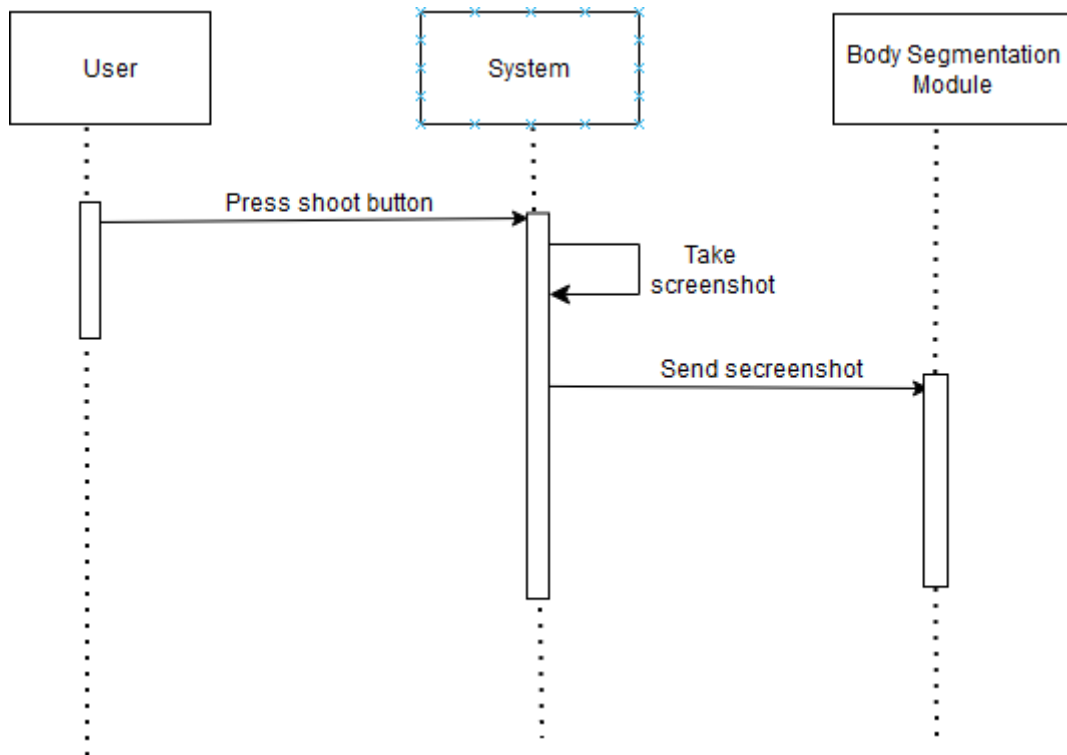 User
System
Body Segmentation
Module
Press shoot button
Take
screenshot
Send secreenshot